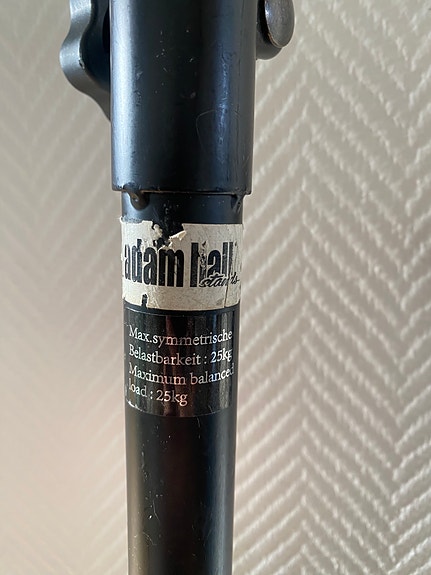 adam hall
stands
Max.symmetrische
Belastbarkeit : 25kg
Maximum balanced
load : 25kg